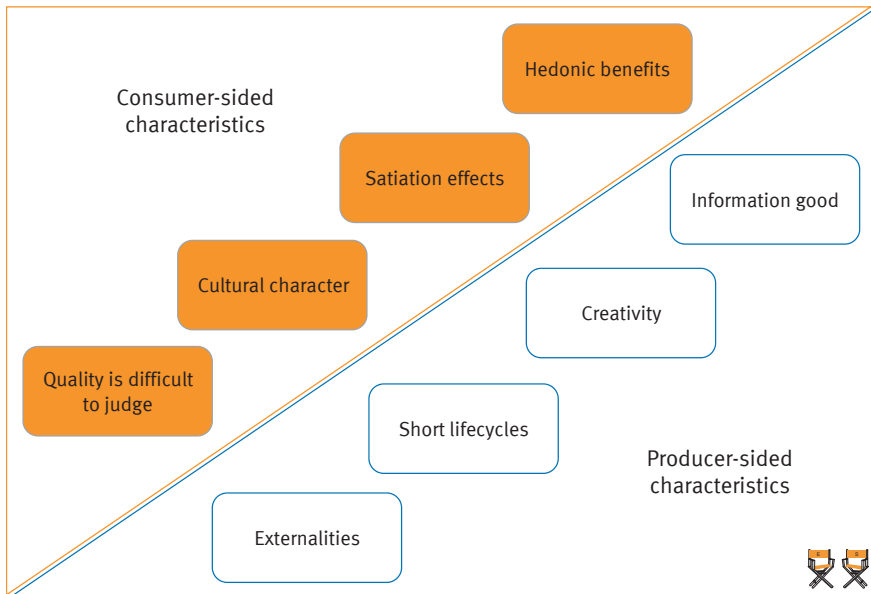 Hedonic benefits
Consumer-sided
characteristics
Satiation effects
Information good
Cultural character
Creativity
Quality is difficult
to judge
Short lifecycles
Producer-sided
characteristics
Externalities